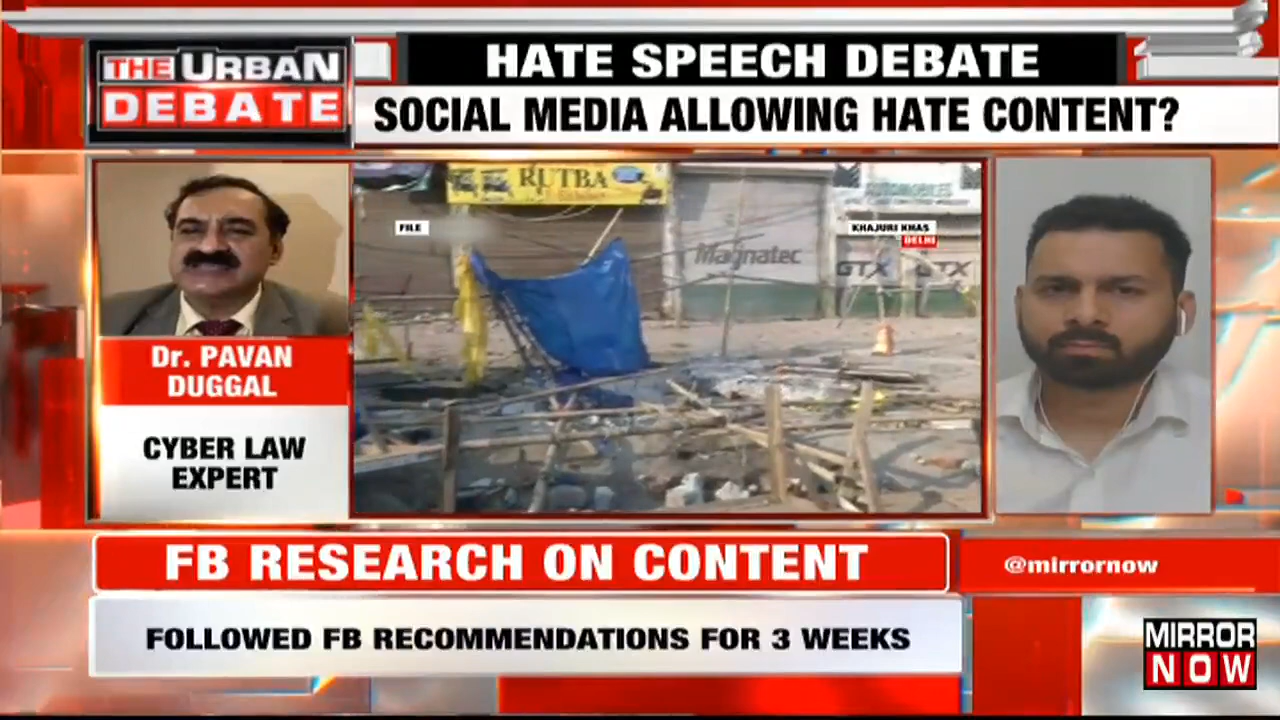 THE URBAN
DEBATE
HATE SPEECH DEBATE
SOCIAL MEDIA ALLOWING HATE CONTENT?
FILE
RUTBA
AUTOMOBILES
KHAJURI KHAS
DELHI
Magnatec
GTX
GTX
Dr. PAVAN
DUGGAL
CYBER LAW
EXPERT
FB RESEARCH ON CONTENT
@mirrornow
FOLLOWED FB RECOMMENDATIONS FOR 3 WEEKS
MIRROR
NOW